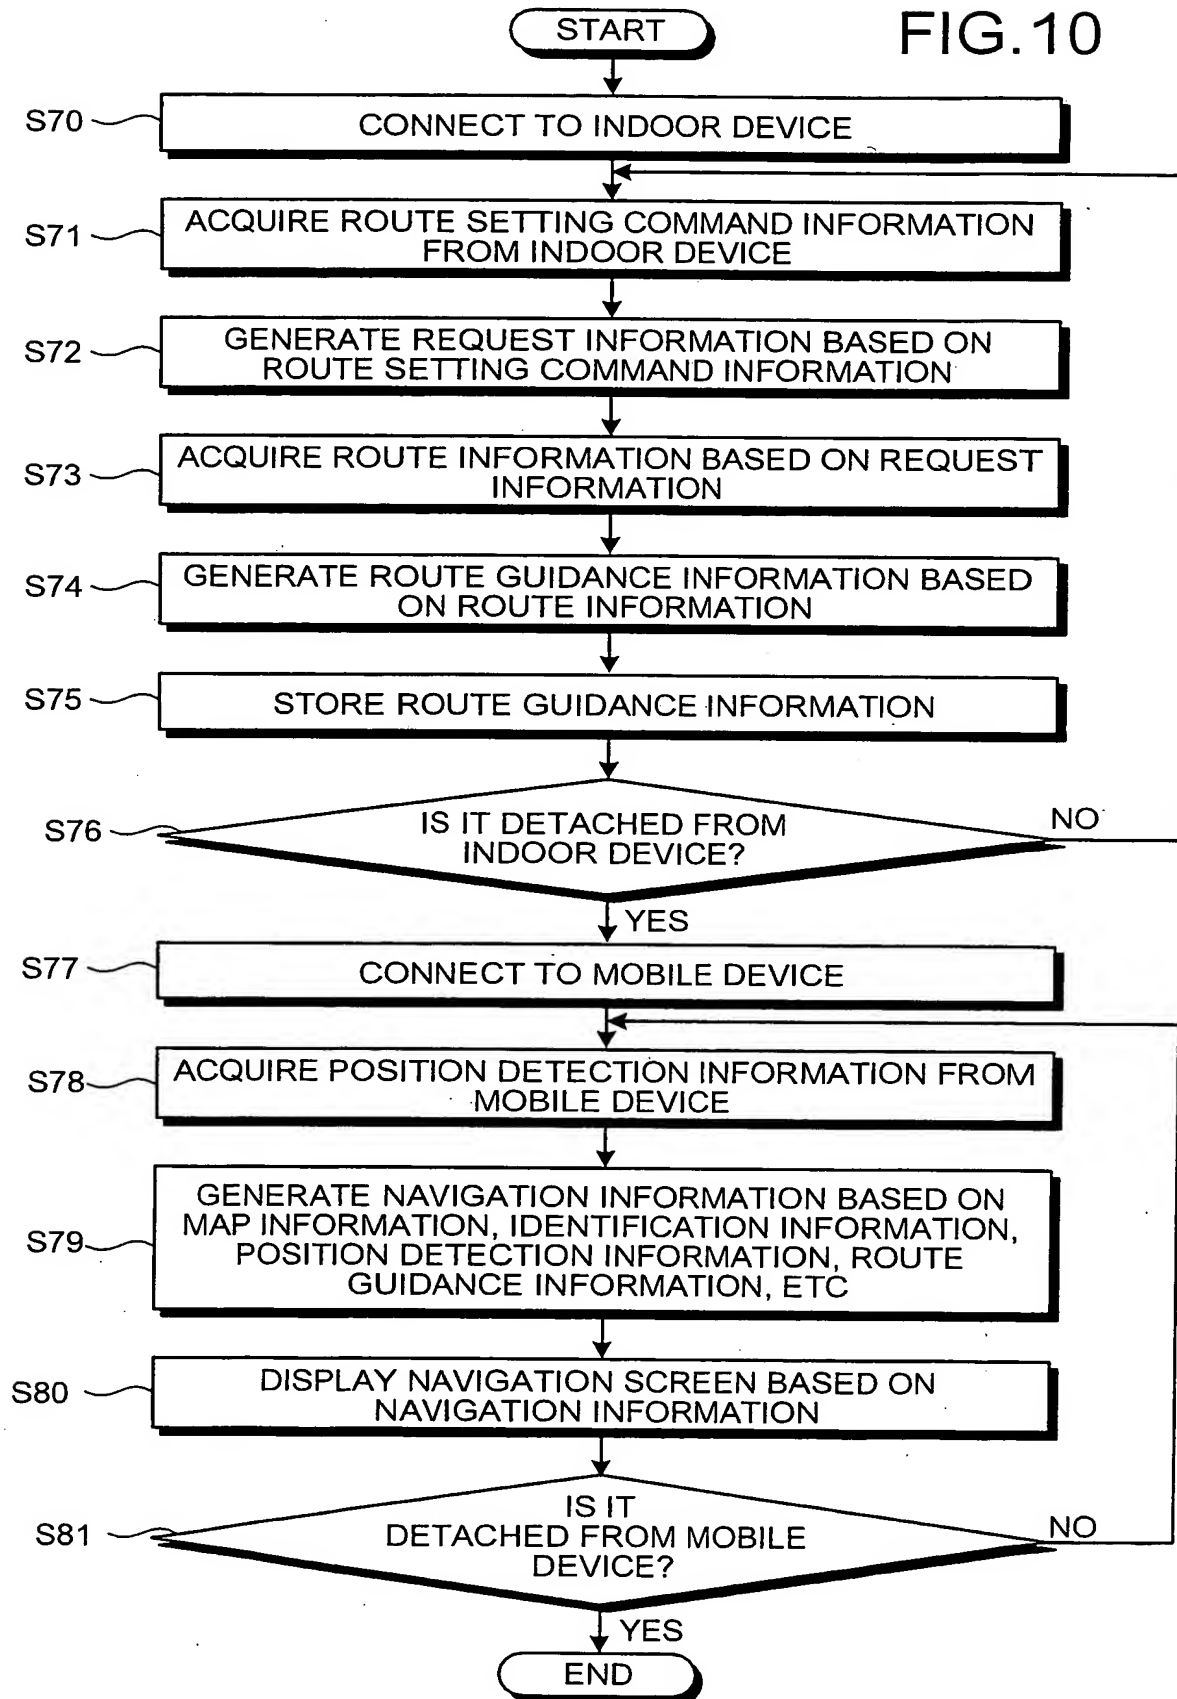 START
FIG.10
S70
CONNECT TO INDOOR DEVICE
S71
ACQUIRE ROUTE SETTING COMMAND INFORMATION
FROM INDOOR DEVICE
S72
GENERATE REQUEST INFORMATION BASED ON
ROUTE SETTING COMMAND INFORMATION
S73
ACQUIRE ROUTE INFORMATION BASED ON REQUEST
INFORMATION
S74
GENERATE ROUTE GUIDANCE INFORMATION BASED
ON ROUTE INFORMATION
S75
STORE ROUTE GUIDANCE INFORMATION
S76
IS IT DETACHED FROM
INDOOR DEVICE?
NO
YES
S77
CONNECT TO MOBILE DEVICE
S78
ACQUIRE POSITION DETECTION INFORMATION FROM
MOBILE DEVICE
S79
GENERATE NAVIGATION INFORMATION BASED ON
MAP INFORMATION, IDENTIFICATION INFORMATION,
POSITION DETECTION INFORMATION, ROUTE
GUIDANCE INFORMATION, ETC
S80
DISPLAY NAVIGATION SCREEN BASED ON
NAVIGATION INFORMATION
S81
IS IT
DETACHED FROM MOBILE
DEVICE?
NO
YES
END